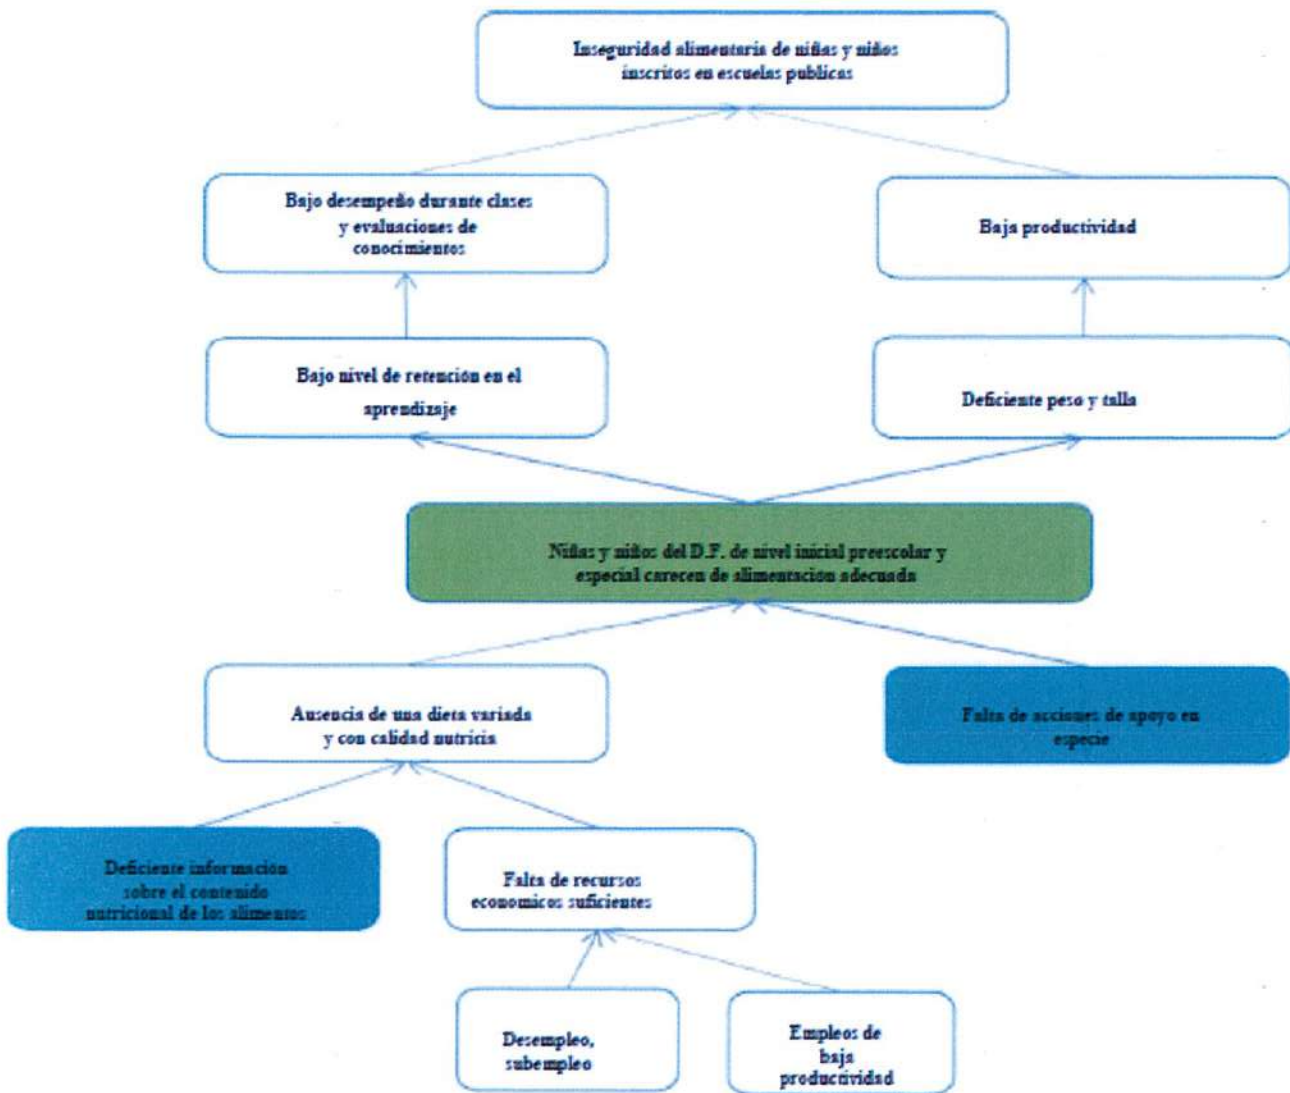 Inseguridad alimentaria de niñas y niños
inscritos en escuelas publicas
Bajo desempeño durante clases
y evaluaciones de
conocimientos
Baja productividad
Bajo nivel de retención en el
aprendizaje
Deficiente peso y talla
Niñas y niños del D.F. de nivel inicial preescolar y
especial carecen de alimentación adecuada
Ausencia de una dieta variada
y con calidad nutricia
Falta de acciones de apoyo en
especie
Deficiente información
sobre el contenido
nutricional de los alimentos
Falta de recursos
economicos suficientes
Desempleo,
subempleo
Empleos de
baja
productividad